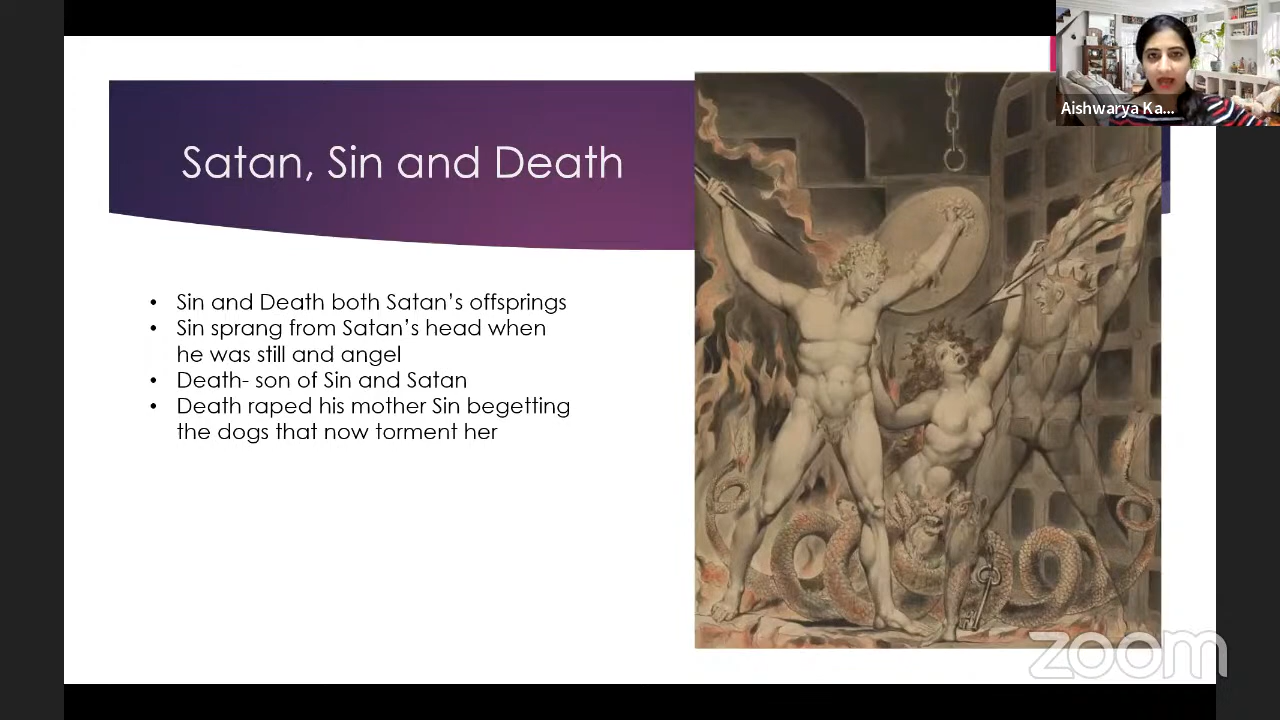 Aishwarya Ka...
Satan, Sin and Death
• Sin and Death both Satan's offsprings
• Sin sprang from Satan's head when
he was still and angel
• Death- son of Sin and Satan
• Death raped his mother Sin begetting
the dogs that now torment her
zoom